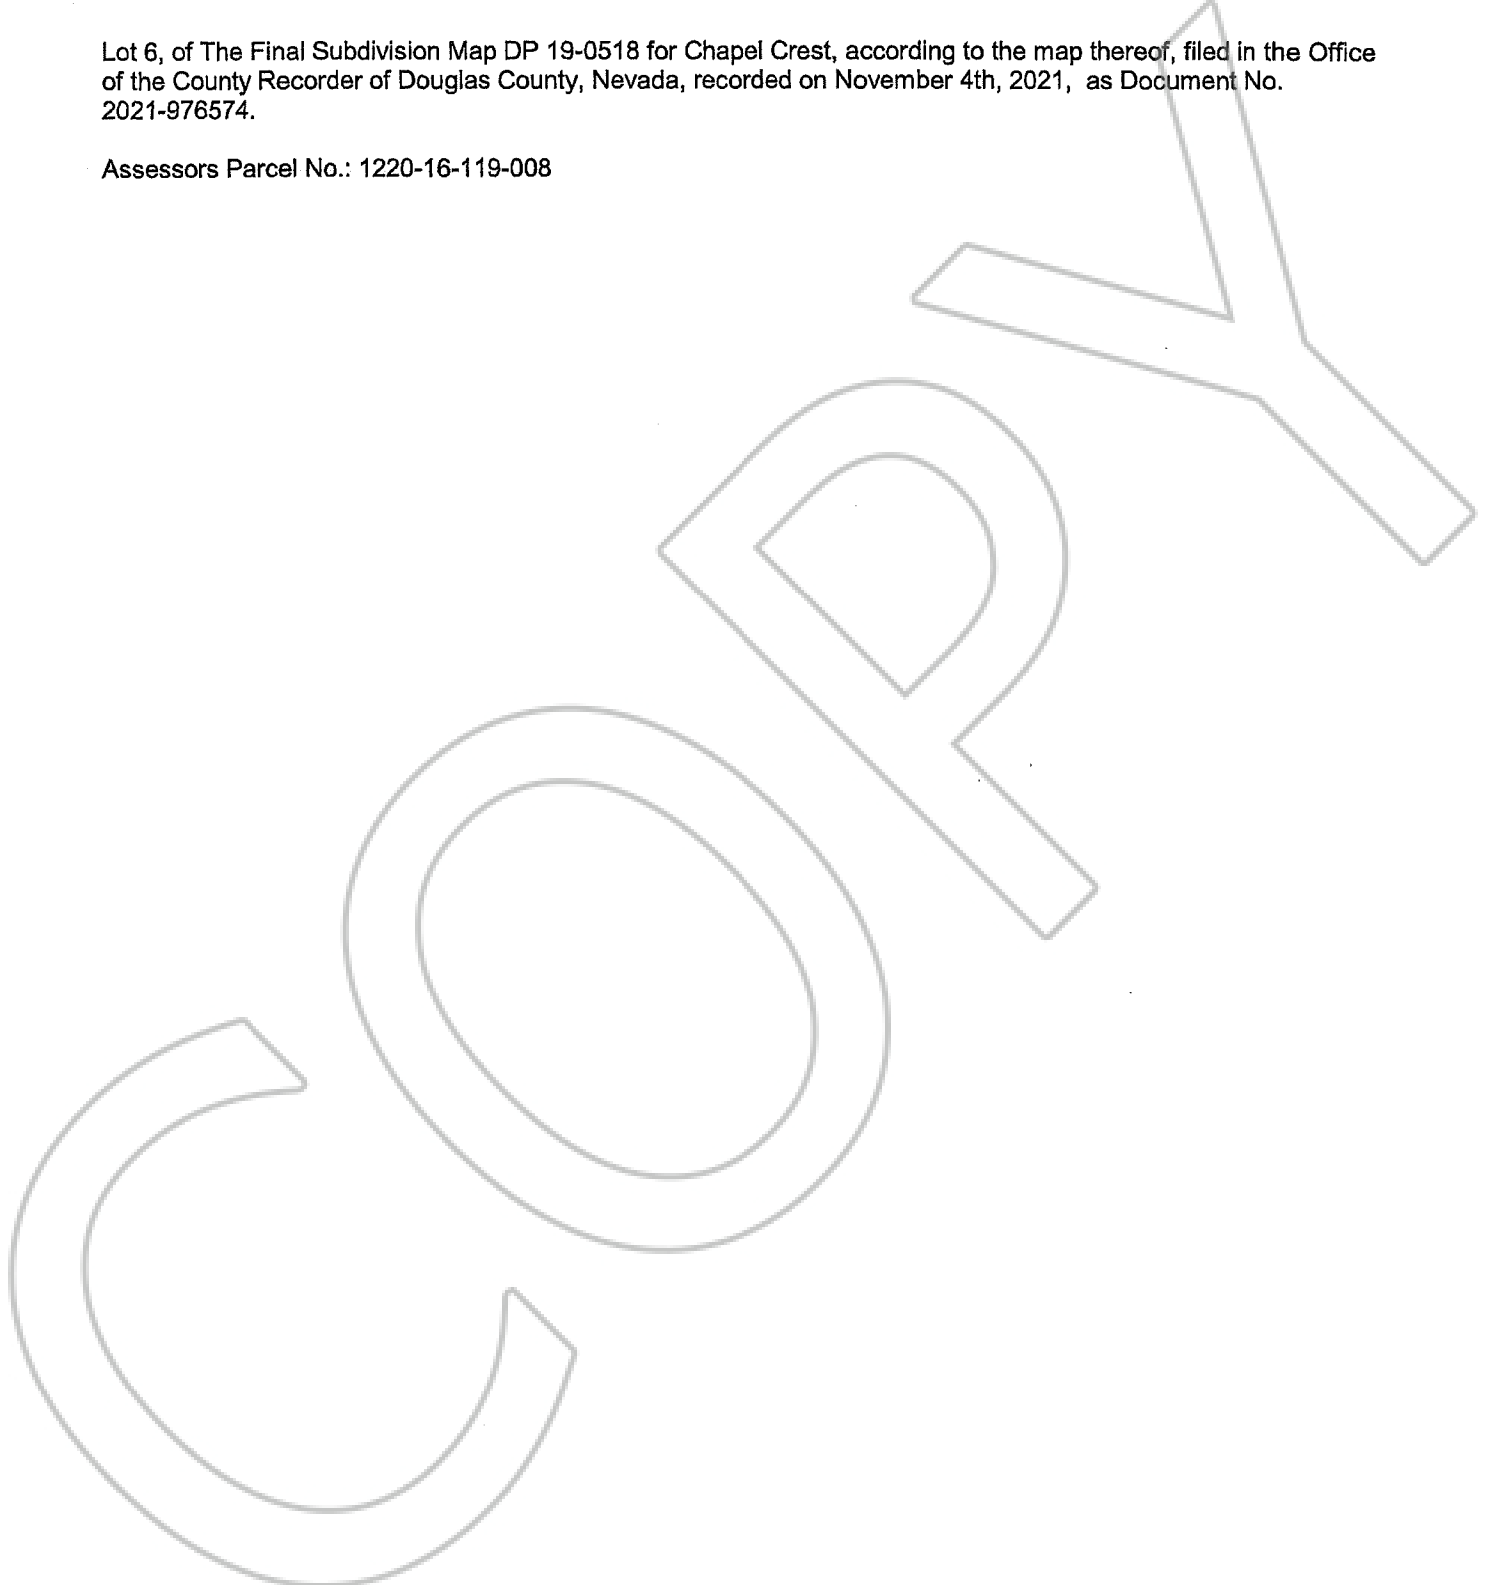 Lot 6, of The Final Subdivision Map DP 19-0518 for Chapel Crest, according to the map thereof, filed in the Office
of the County Recorder of Douglas County, Nevada, recorded on November 4th, 2021, as Document No.
2021-976574.
Assessors Parcel No.: 1220-16-119-008
COPY